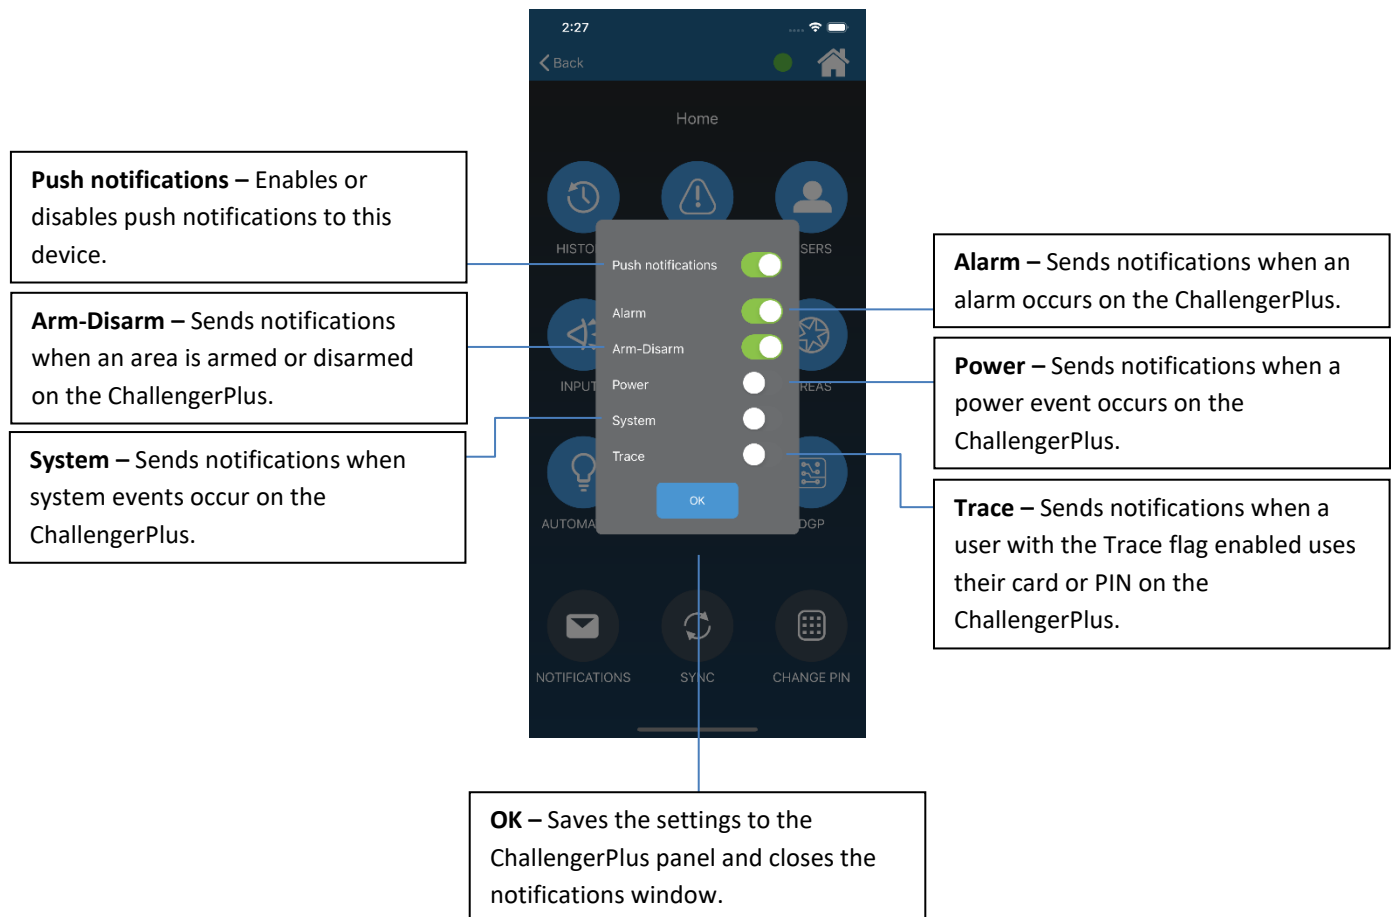 2:27
Back
Home
HISTO
SERS
Push notifications
Alarm
Arm-Disarm
INPUT
REAS
Power
System
Trace
OK
AUTOMA
DGP
NOTIFICATIONS
SYNC
CHANGE PIN
Push notifications – Enables or
disables push notifications to this
device.
Arm-Disarm – Sends notifications
when an area is armed or disarmed
on the ChallengerPlus.
System – Sends notifications when
system events occur on the
ChallengerPlus.
Alarm – Sends notifications when an
alarm occurs on the ChallengerPlus.
Power – Sends notifications when a
power event occurs on the
ChallengerPlus.
Trace – Sends notifications when a
user with the Trace flag enabled uses
their card or PIN on the
ChallengerPlus.
OK – Saves the settings to the
ChallengerPlus panel and closes the
notifications window.